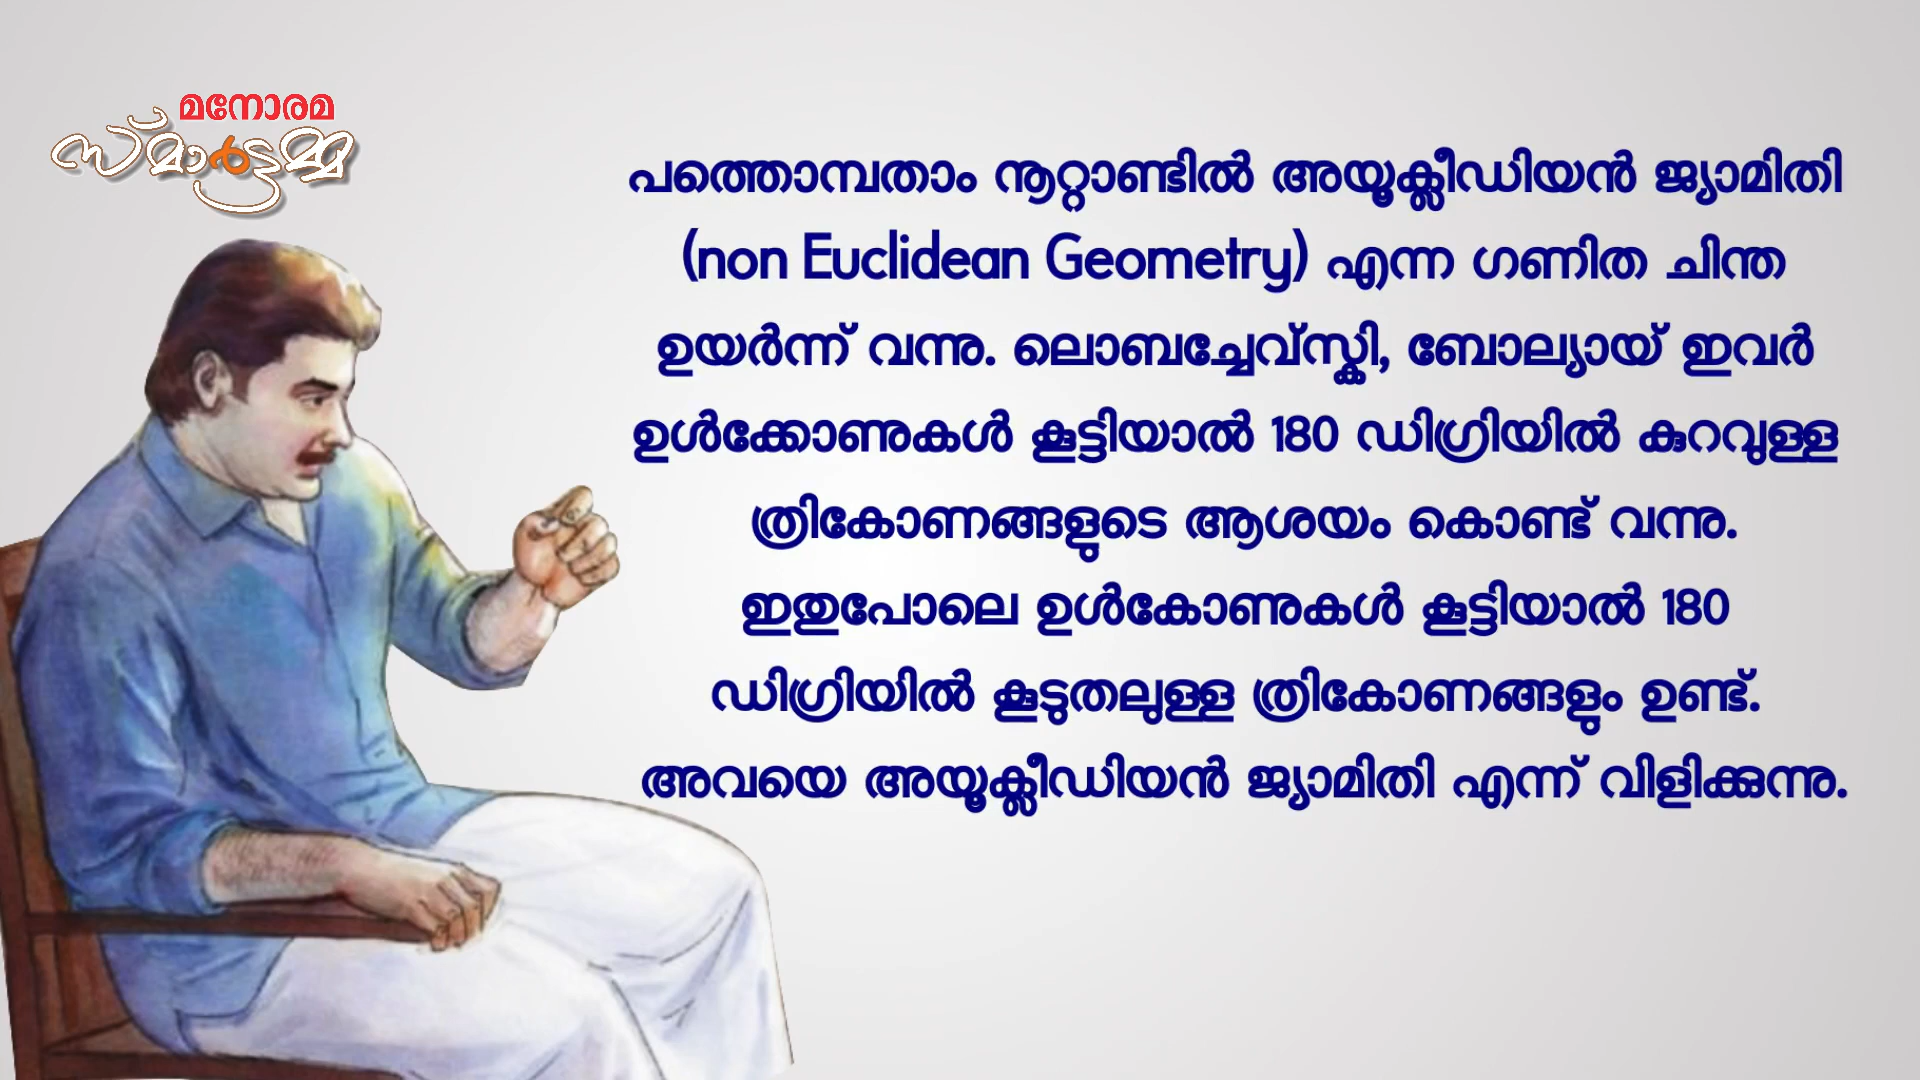 മനോരമ
സ്മാർട്ടമ്മ
പത്തൊമ്പതാം നൂറ്റാണ്ടിൽ അയൂക്ലീഡിയൻ ജ്യാമിതി
(non Euclidean Geometry) എന്ന ഗണിത ചിന്ത
ഉയർന്ന് വന്നു. ലൊബച്ചേവ്സ്കി, ബോല്യായ് ഇവർ
ഉൾക്കോണുകൾ കൂട്ടിയാൽ 180 ഡിഗ്രിയിൽ കുറവുള്ള
ത്രികോണങ്ങളുടെ ആശയം കൊണ്ട് വന്നു.
ഇതുപോലെ ഉൾകോണുകൾ കൂട്ടിയാൽ 180
ഡിഗ്രിയിൽ കൂടുതലുള്ള ത്രികോണങ്ങളും ഉണ്ട്.
അവയെ അയൂക്ലീഡിയൻ ജ്യാമിതി എന്ന് വിളിക്കുന്നു.